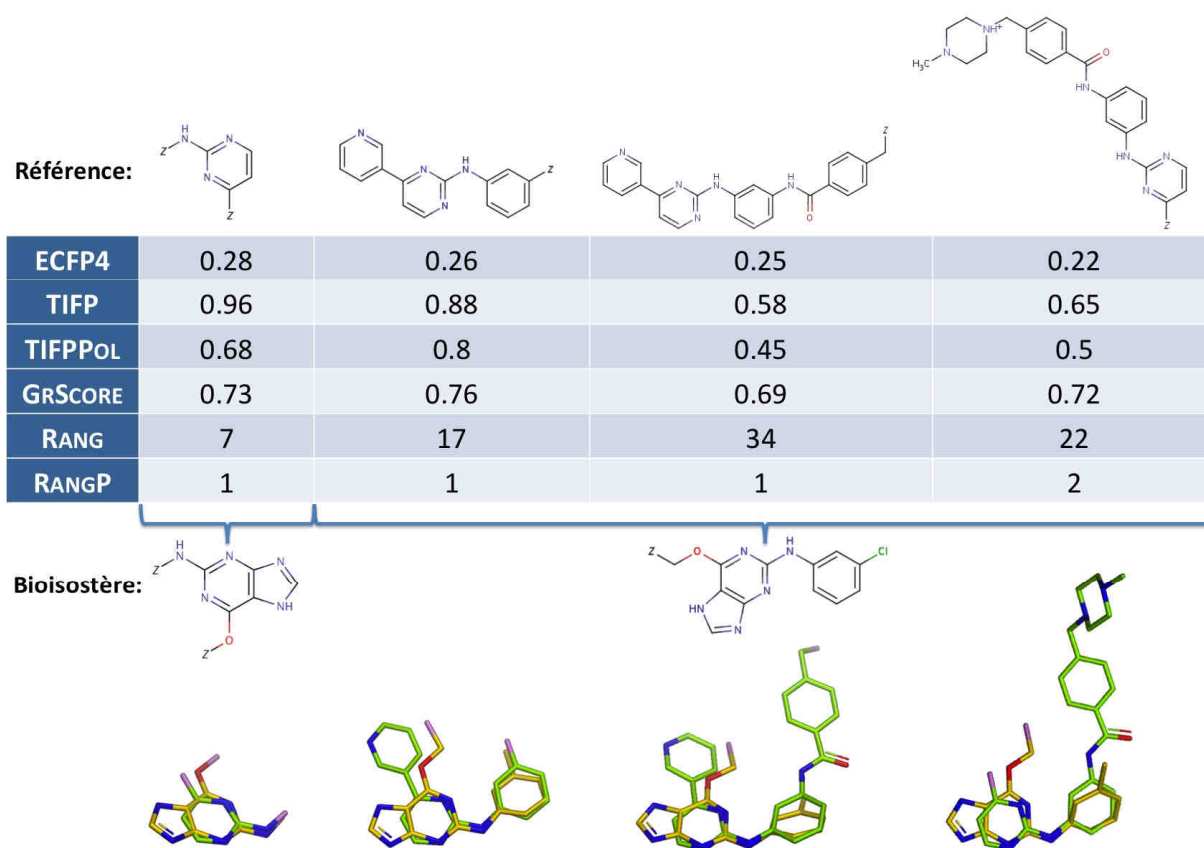 Référence:
ECFP4 0.28 0.26 0.25 0.22
TIFP 0.96 0.88 0.58 0.65
TIFPPOL 0.68 0.8 0.45 0.5
GRSCORE 0.73 0.76 0.69 0.72
RANG 7 17 34 22
RANGP 1 1 1 2
Bioisostère: